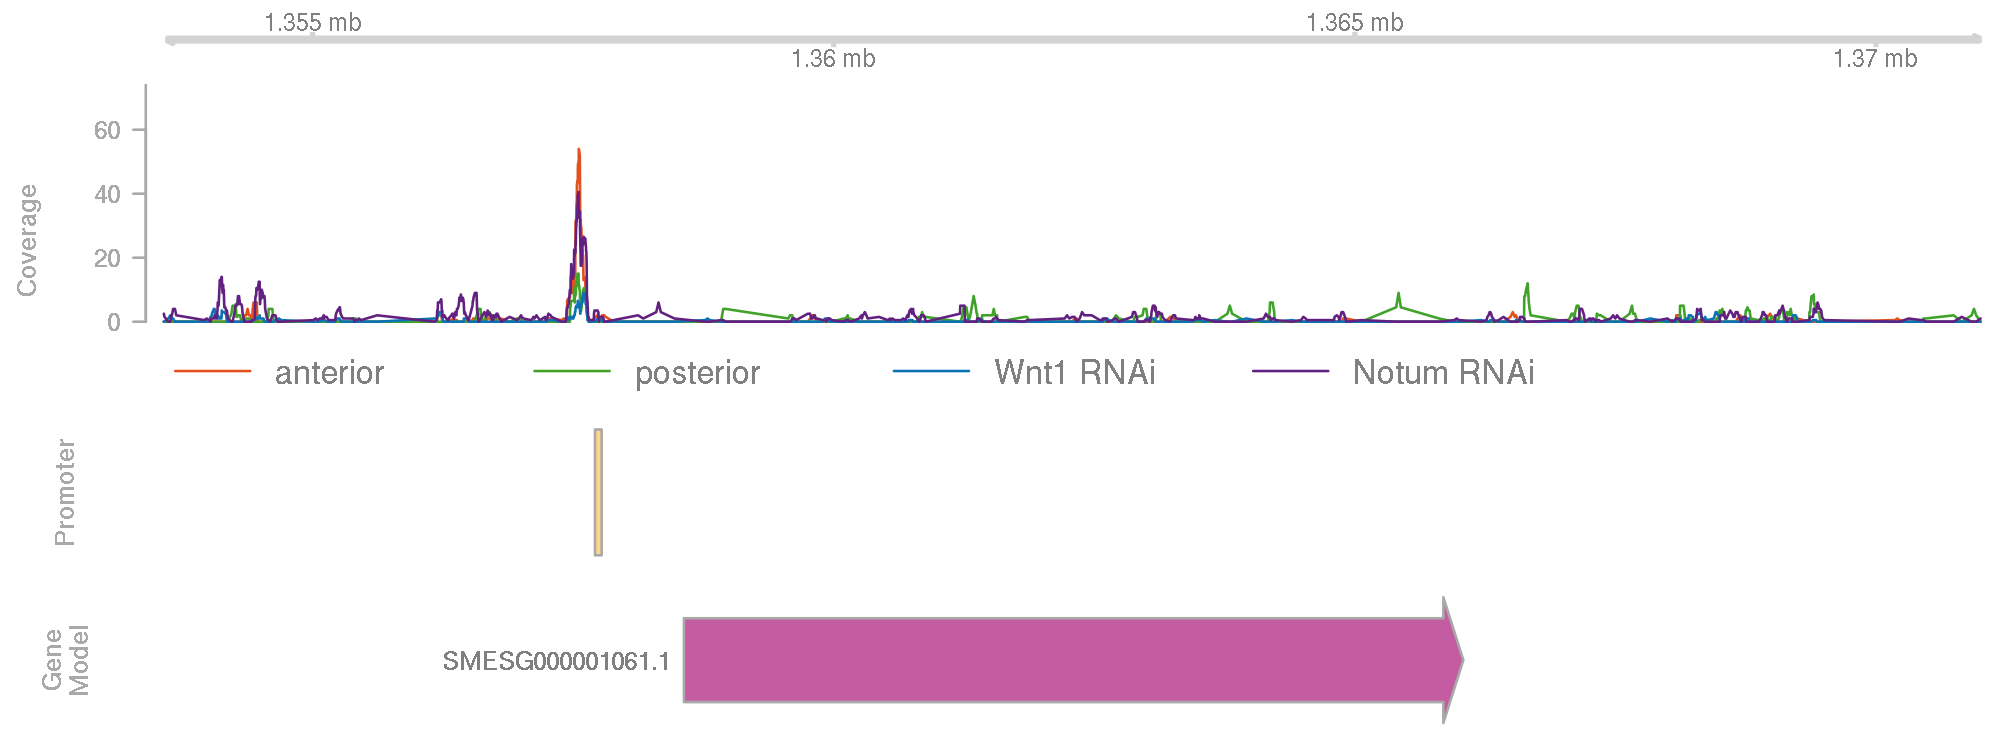 1.355 mb
1.365 mb
1.36 mb
1.37 mb
Coverage
60
40
20
0
anterior posterior Wnt1 RNAi Notum RNAi
Promoter
Gene
Model
SMESG000001061.1